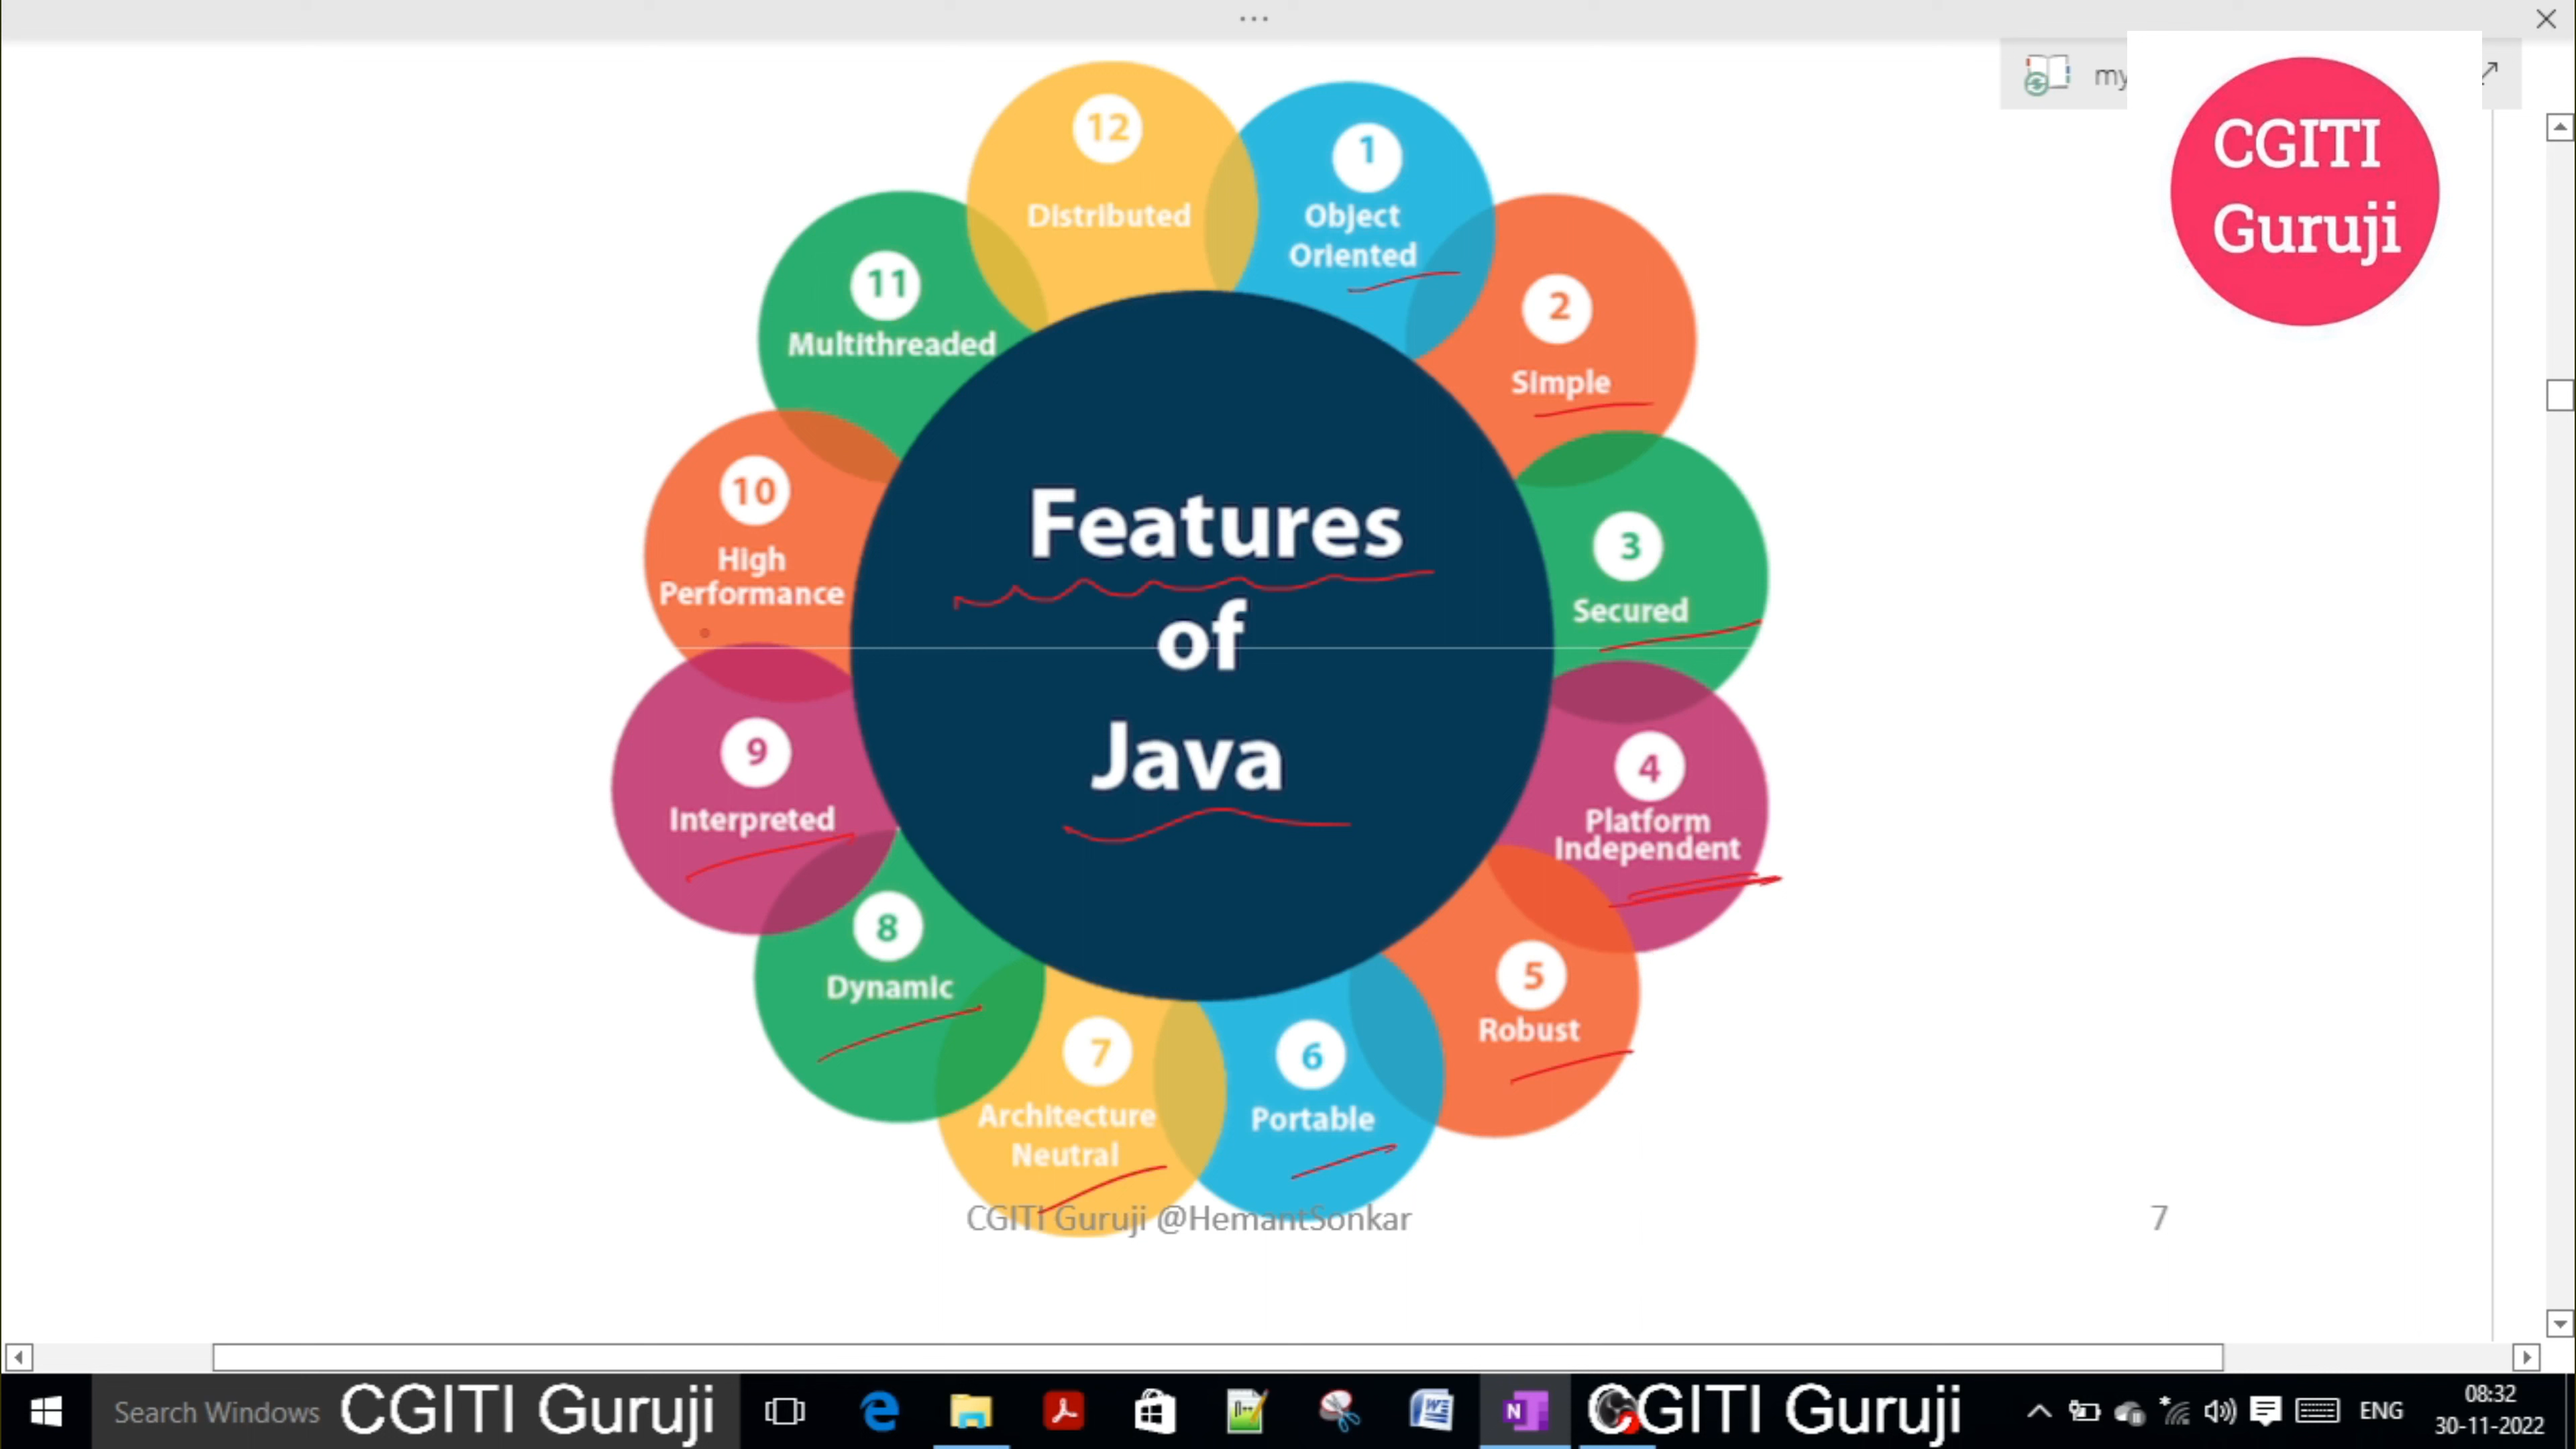 my
CGITI
Guruji
12
Distributed
1
Object
Oriented
2
Simple
3
Secured
4
Platform
Independent
5
Robust
6
Portable
7
Architecture
Neutral
8
Dynamic
9
Interpreted
10
High
Performance
11
Multithreaded
Features
of
Java
CGITI Guruji @HemantSonkar
7
Search Windows
CGITI Guruji
CGITI Guruji
ENG
08:32
30-11-2022